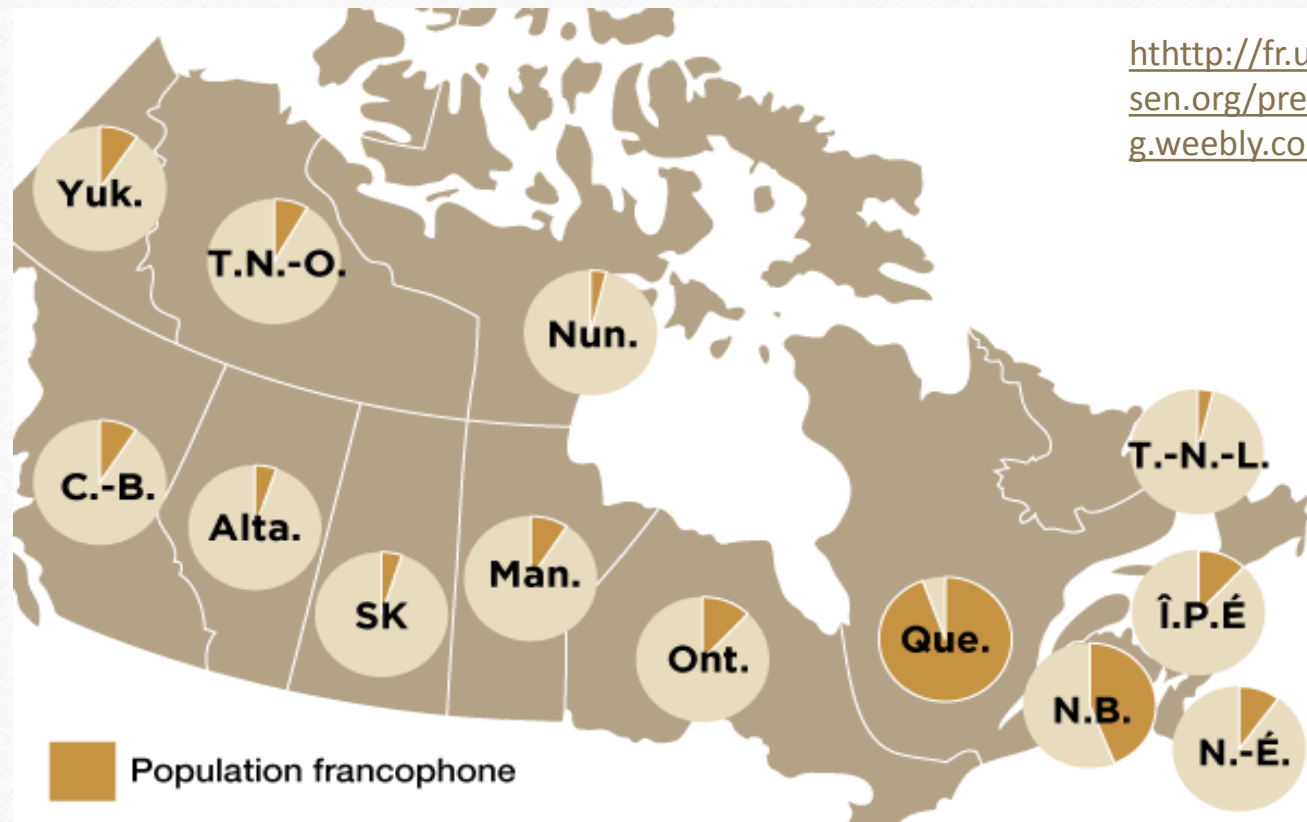 hthttp://fr.u
sen.org/pre
g.weebly.co
Yuk.
T.N.-O.
Nun.
T.-N.-L.
C.-B.
Alta.
Man.
SK
Î.P.É
Que.
Ont.
N.B.
N.-É.
Population francophone